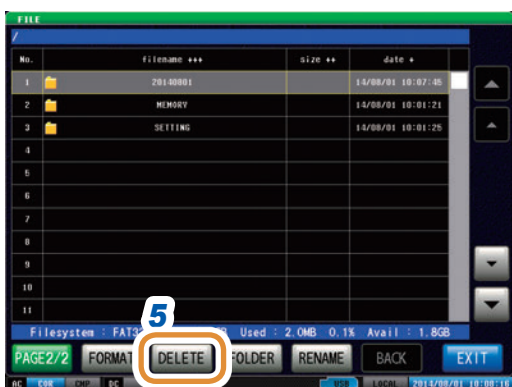 FILE
/
No. filename +++ size ++ date +
1 20140801 14/08/01 10:07:45
2 MEMORY 14/08/01 10:01:21
3 SETTING 14/08/01 10:01:25
4
5
6
7
8
9
10
11
5
Filesystem : FAT32 Used : 2.0MB 0.1% Avail : 1.8GB
PAGE2/2 FORMAT DELETE FOLDER RENAME BACK EXIT
AC COR CMP DC USB LOCAL 2014/08/01 10:08:16